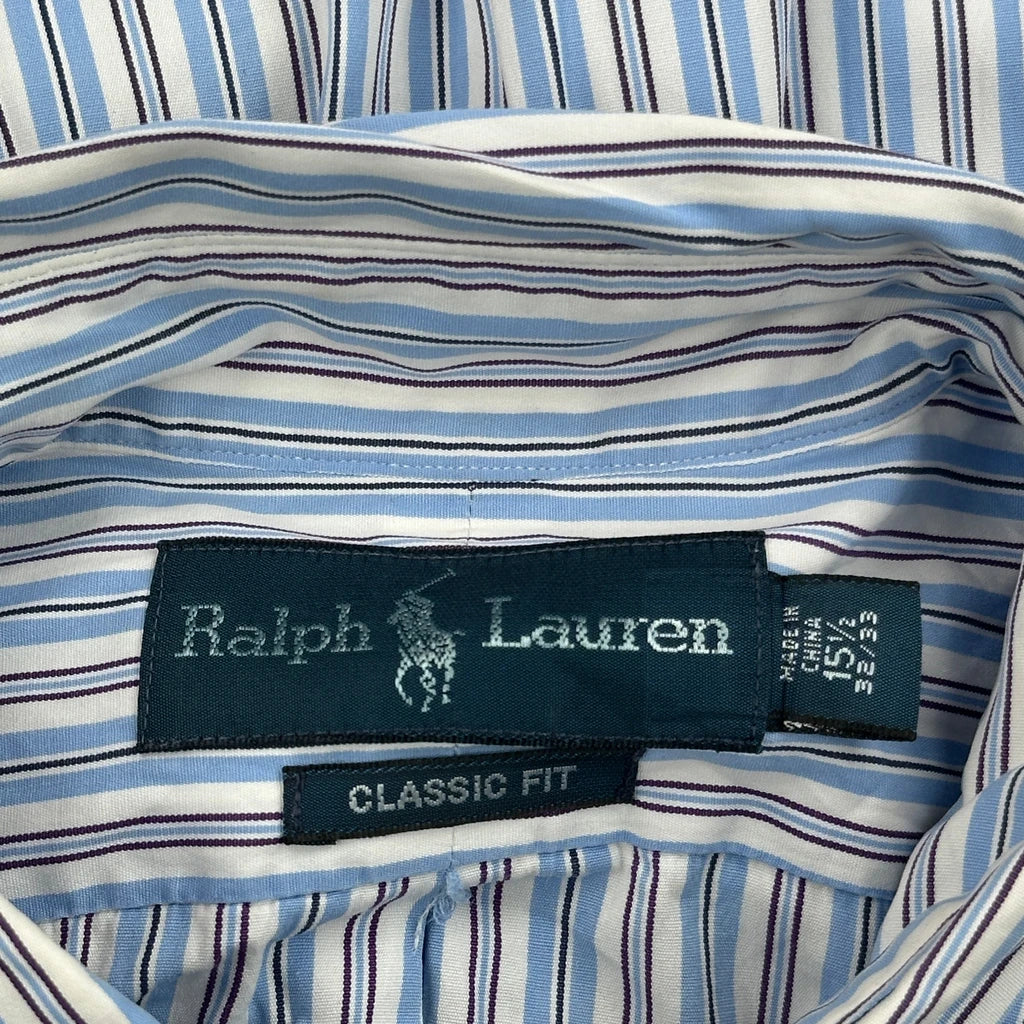 Ralph Lauren
MADE IN
CHINA
15½
32/33
CLASSIC FIT